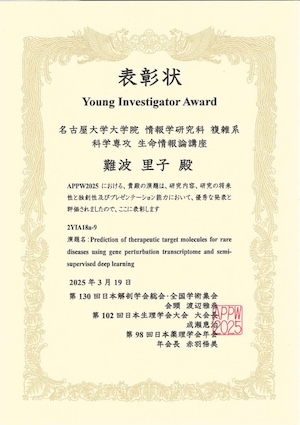 表彰状
Young Investigator Award
名古屋大学大学院 情報学研究科 複雑系
科学専攻 生命情報論講座
難波 里子 殿
APPW2025 における、貴殿の演題は、研究内容、研究の将来
性と独創性及びプレゼンテーション能力において、優秀な発表と
評価されましたので、ここに表彰します
2YIA18a-9
演題名:Prediction of therapeutic target molecules for rare
diseases using gene perturbation transcriptome and semi-
supervised deep learning
2025 年 3 月 19 日
第 130 回日本解剖学会総会・全国学術集会
会頭 渡辺雅彦
第 102 回日本生理学会大会 大会長
成瀬恵治
第 98 回日本薬理学会年会
年会長 赤羽悟美
APPW
2025